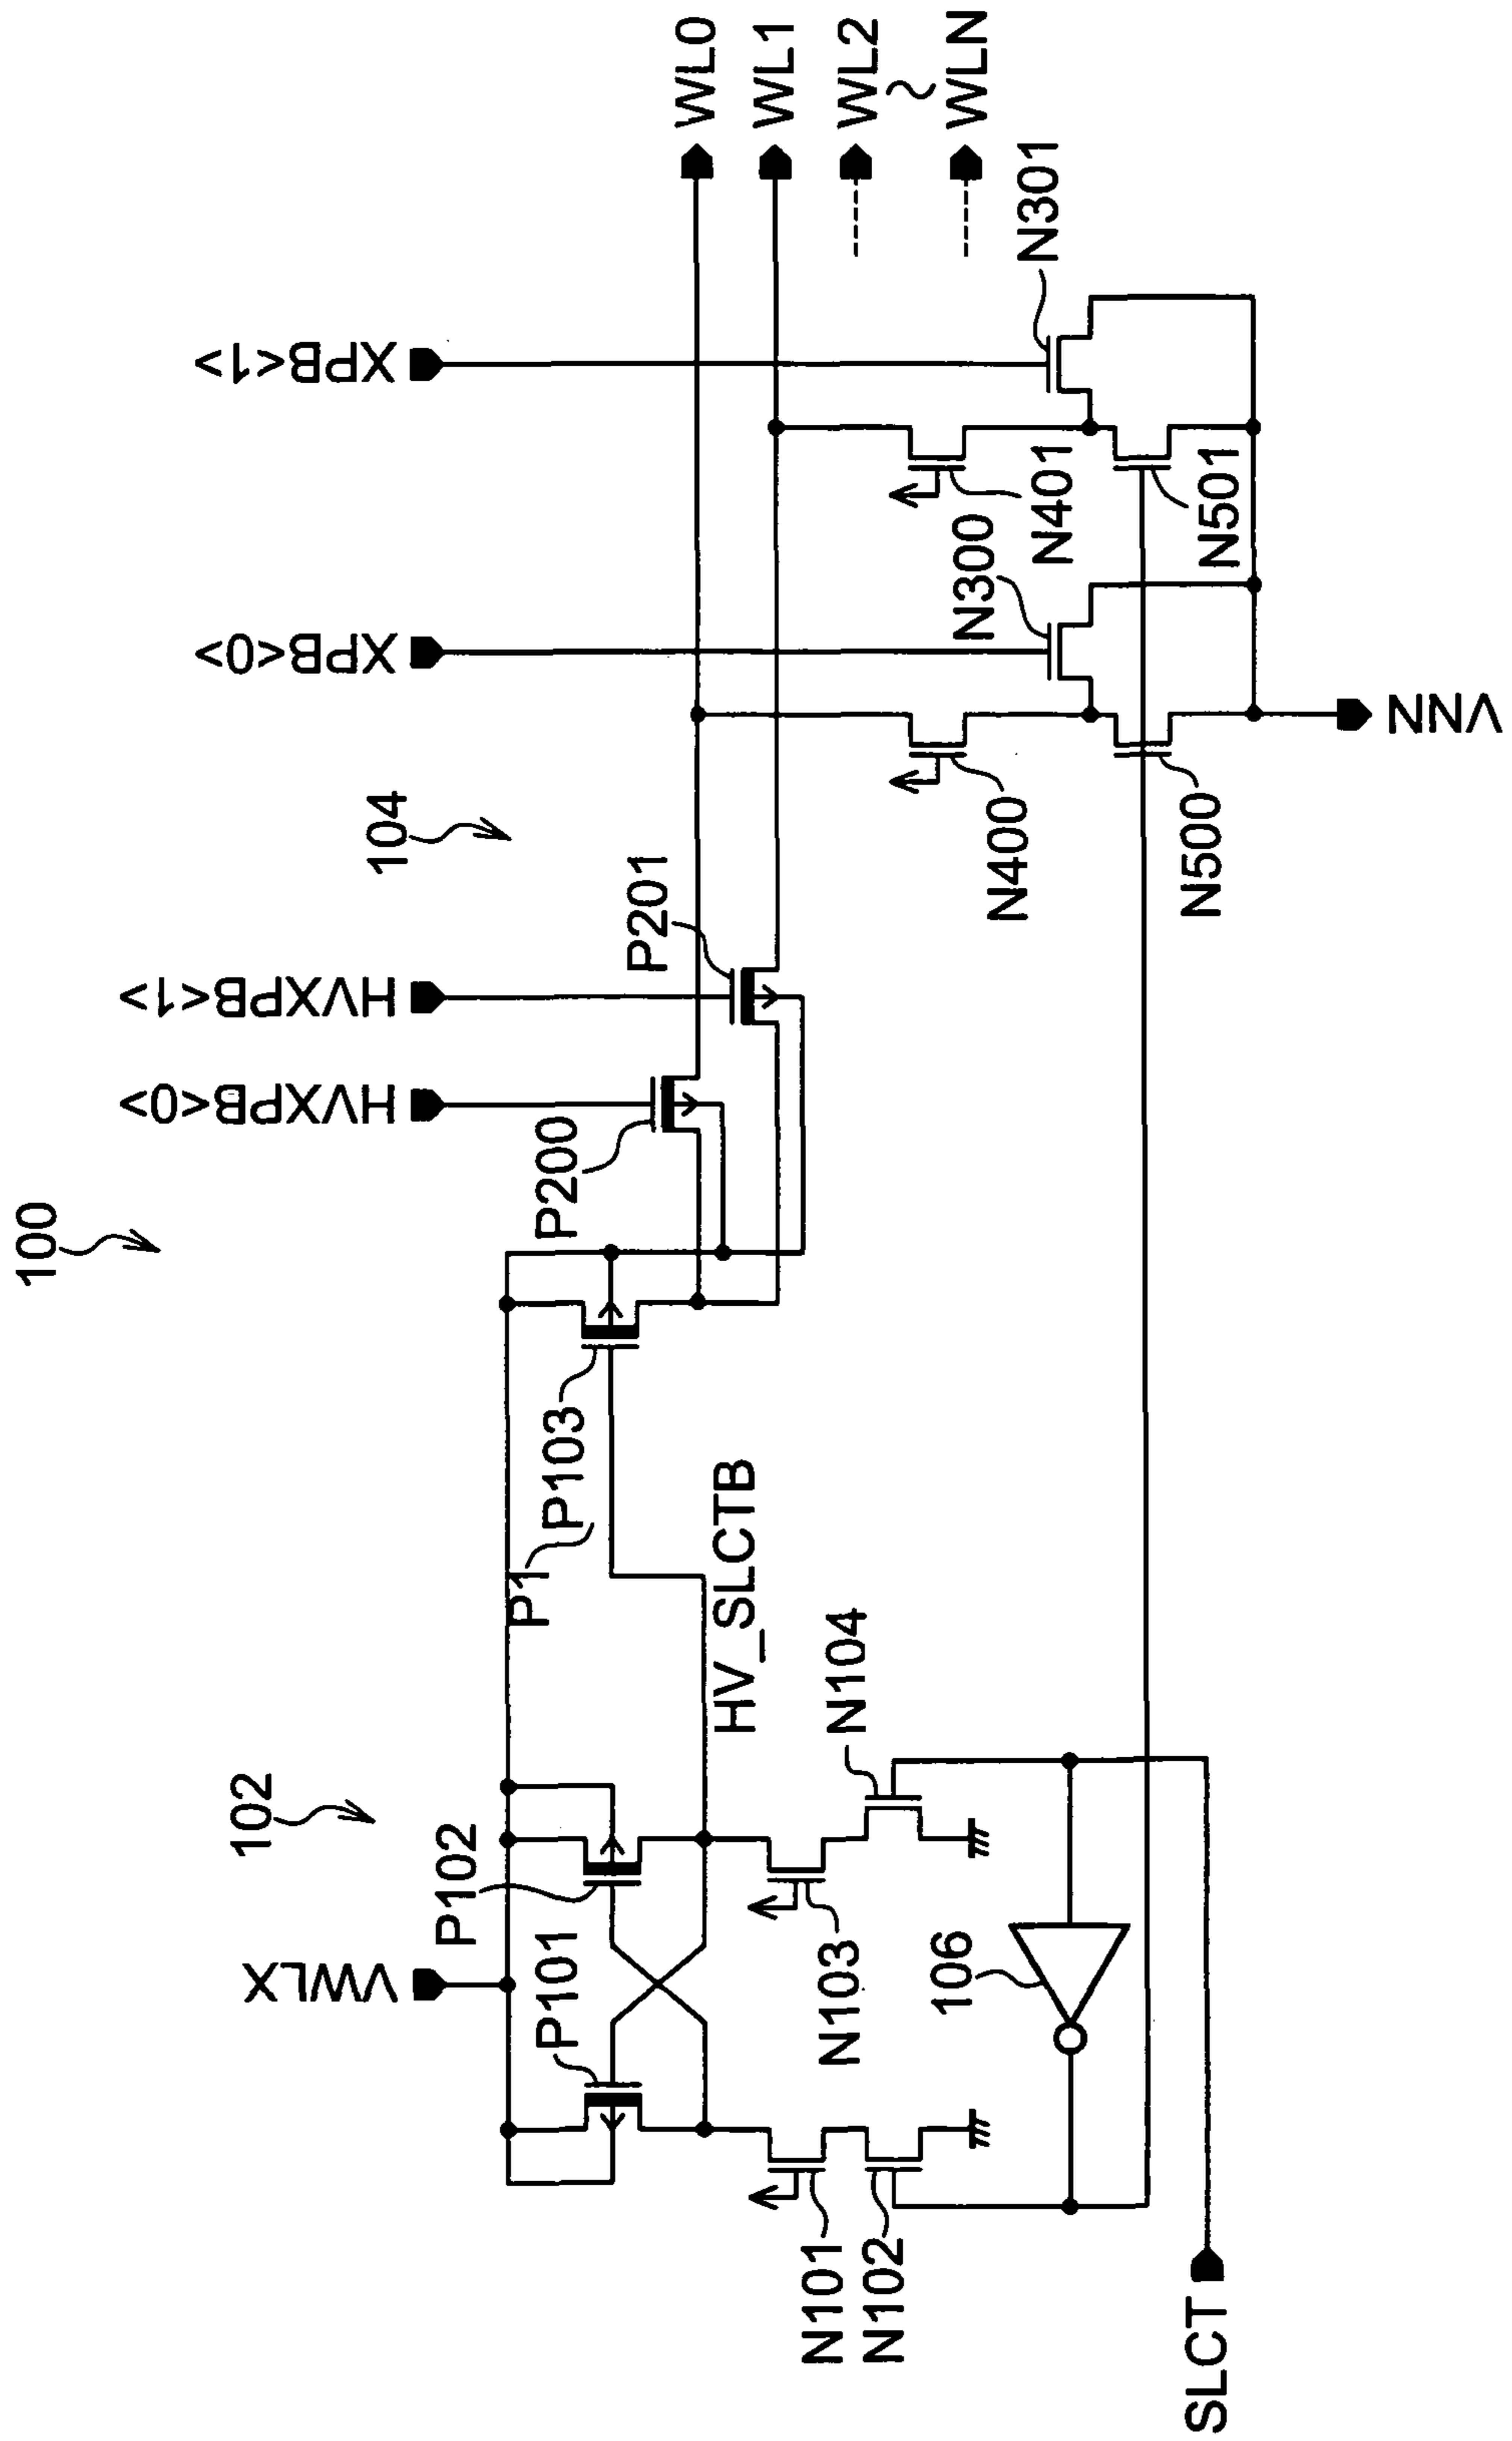 100
102
104
VWLX
HVXPB<0>
HVXPB<1>
XPB<0>
XPB<1>
P101
P102
P1
P103
P200
P201
WL0
WL1
WL2
~
WLN
HV_SLCTB
N101
N102
N103
N104
106
N400
N300
N401
N301
N500
N501
SLCT
VNN